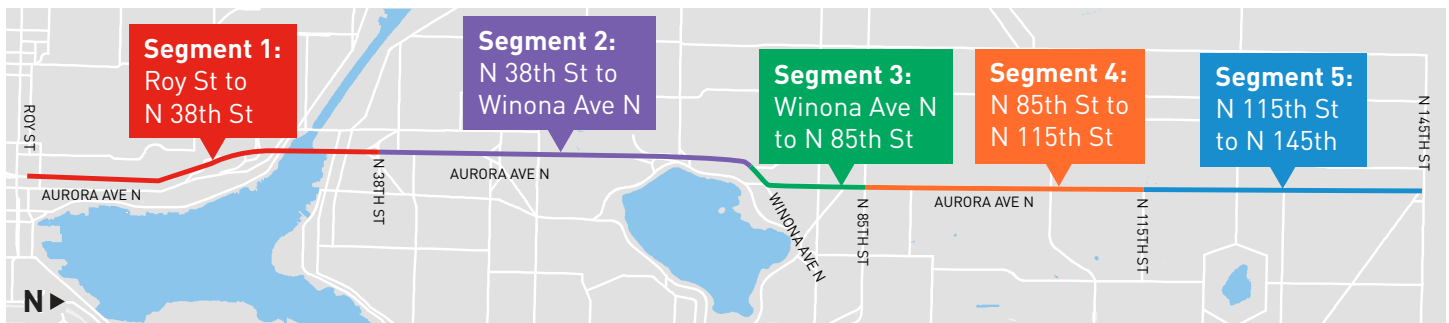 Segment 1:
Roy St to
N 38th St
Segment 2:
N 38th St to
Winona Ave N
Segment 3:
Winona Ave N
to N 85th St
Segment 4:
N 85th St to
N 115th St
Segment 5:
N 115th St
to N 145th
ROY ST
AURORA AVE N
N 38TH ST
AURORA AVE N
WINONA AVE N
N 85TH ST
AURORA AVE N
N 115TH ST
N 145TH ST
N